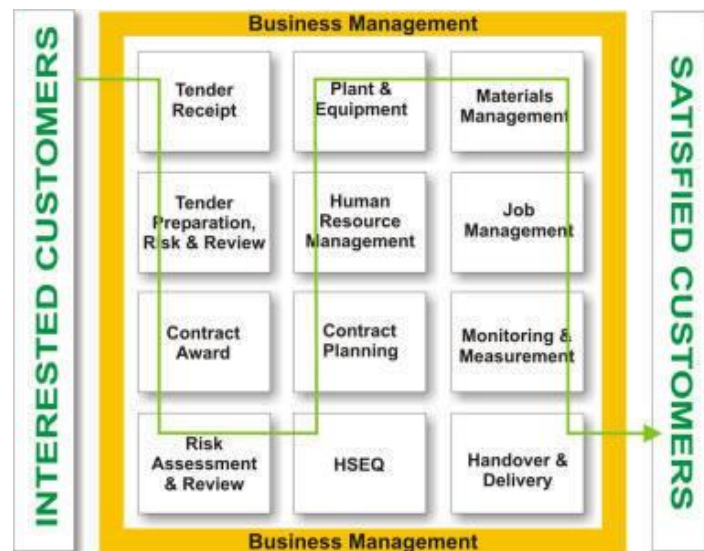 INTERESTED CUSTOMERS
Business Management
Tender
Receipt
Plant &
Equipment
Materials
Management
Tender
Preparation,
Risk & Review
Human
Resource
Management
Job
Management
Contract
Award
Contract
Planning
Monitoring &
Measurement
Risk
Assessment
& Review
HSEQ
Handover &
Delivery
Business Management
SATISFIED CUSTOMERS